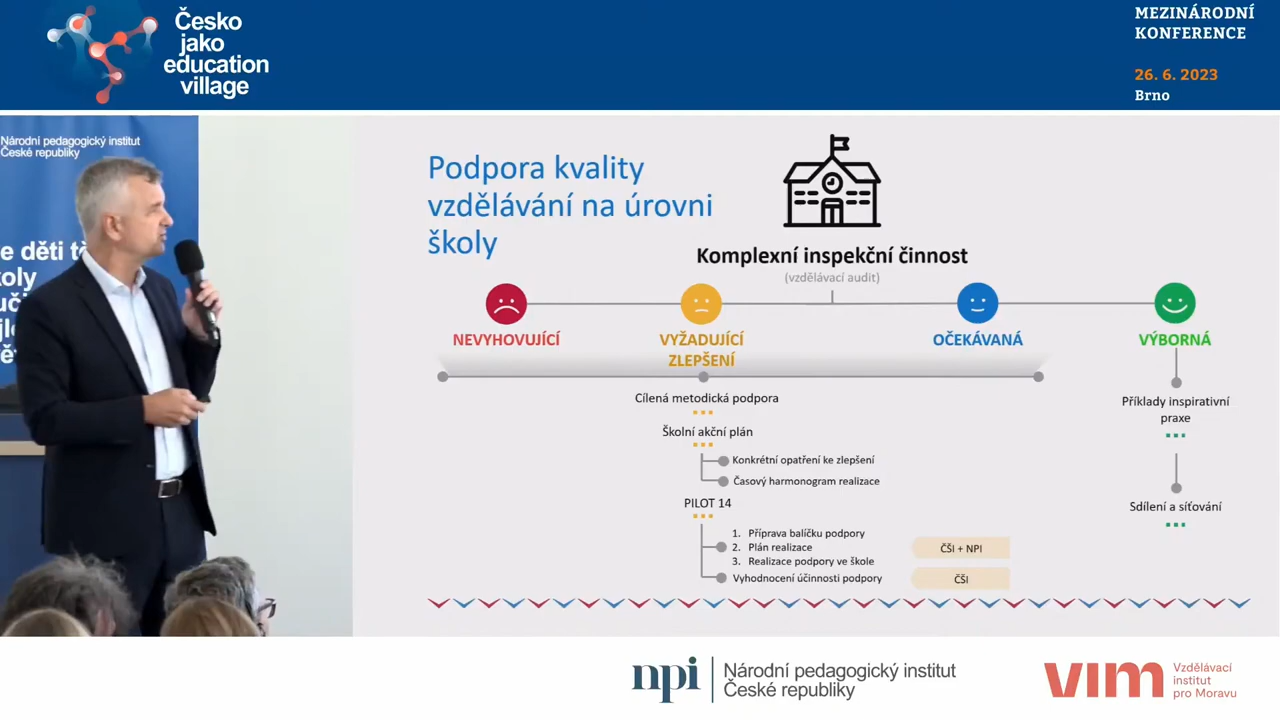 Česko
jako
education
village
MEZINÁRODNÍ
KONFERENCE
26. 6. 2023
Brno
Národní pedagogický institut
České republiky
děti
Podpora kvality
vzdělávání na úrovni
školy
Komplexní inspekční činnost
(vzdělávací audit)
NEVYHOVUJÍCÍ
VYŽADUJÍCÍ
ZLEPŠENÍ
OČEKÁVANÁ
VÝBORNÁ
Cílená metodická podpora
Školní akční plán
Konkrétní opatření ke zlepšení
Časový harmonogram realizace
PILOT 14
1. Příprava balíčku podpory
2. Plán realizace
3. Realizace podpory ve škole
Vyhodnocení účinnosti podpory
ČŠI + NPI
ČŠI
Příklady inspirativní
praxe
Sdílení a síťování
npi
Národní pedagogický institut
České republiky
vim
Vzdělávací
institut
pro Moravu